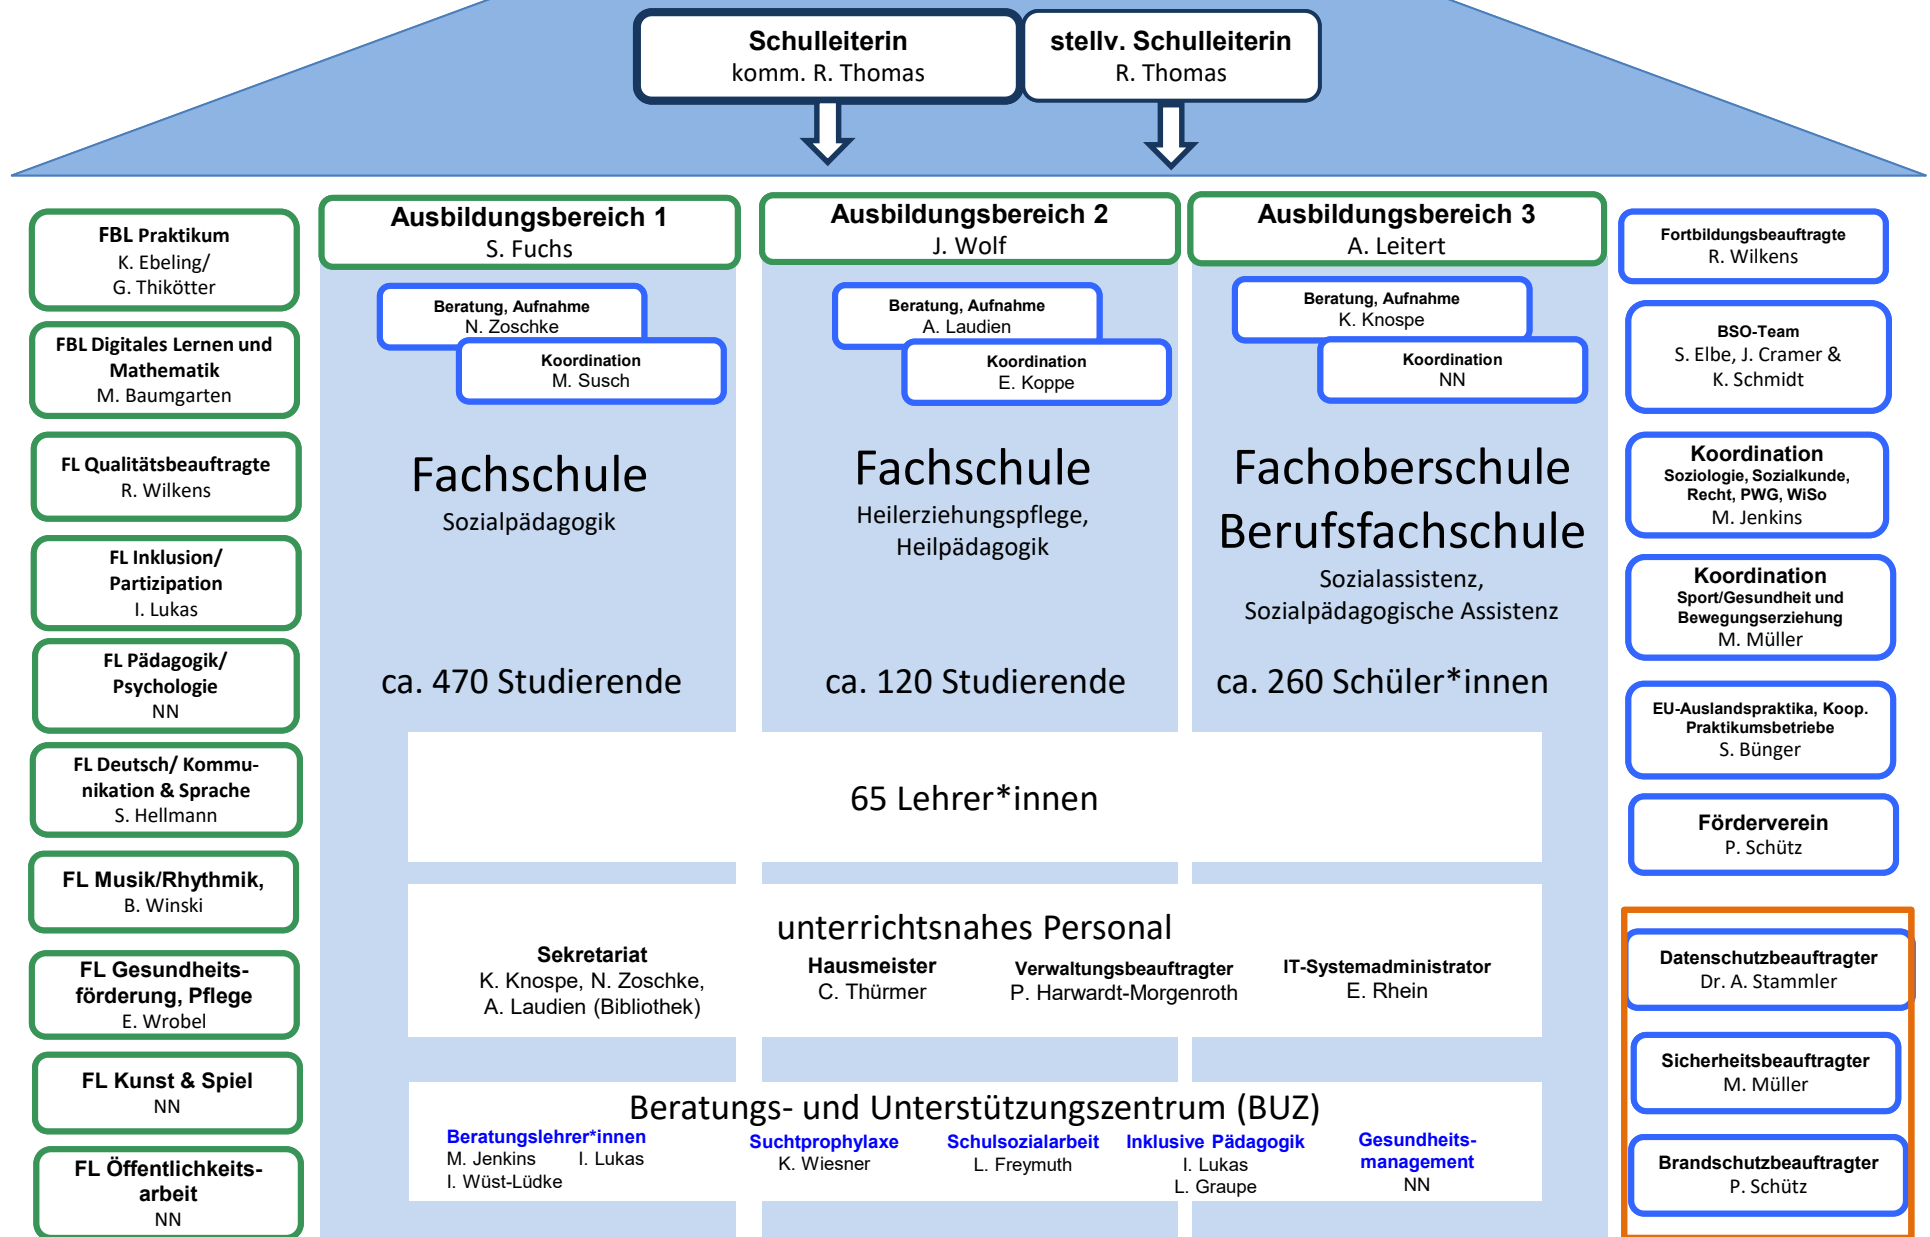 Schulleiterin
komm. R. Thomas
stellv. Schulleiterin
R. Thomas
FBL Praktikum
K. Ebeling/
G. Thikötter
FBL Digitales Lernen und
Mathematik
M. Baumgarten
FL Qualitätsbeauftragte
R. Wilkens
FL Inklusion/
Partizipation
I. Lukas
FL Pädagogik/
Psychologie
NN
FL Deutsch/ Kommu-
nikation & Sprache
S. Hellmann
FL Musik/Rhythmik,
B. Winski
FL Gesundheits-
förderung, Pflege
E. Wrobel
FL Kunst & Spiel
NN
FL Öffentlichkeits-
arbeit
NN
Ausbildungsbereich 1
S. Fuchs
Beratung, Aufnahme
N. Zoschke
Koordination
M. Susch
Fachschule
Sozialpädagogik
ca. 470 Studierende
Ausbildungsbereich 2
J. Wolf
Beratung, Aufnahme
A. Laudien
Koordination
E. Koppe
Fachschule
Heilerziehungspflege,
Heilpädagogik
ca. 120 Studierende
Ausbildungsbereich 3
A. Leitert
Beratung, Aufnahme
K. Knospe
Koordination
NN
Fachoberschule
Berufsfachschule
Sozialassistenz,
Sozialpädagogische Assistenz
ca. 260 Schüler*innen
65 Lehrer*innen
unterrichtsnahes Personal
Sekretariat
K. Knospe, N. Zoschke,
A. Laudien (Bibliothek)
Hausmeister
C. Thürmer
Verwaltungsbeauftragter
P. Harwardt-Morgenroth
IT-Systemadministrator
E. Rhein
Beratungs- und Unterstützungszentrum (BUZ)
Beratungslehrer*innen
M. Jenkins I. Lukas
I. Wüst-Lüdke
Suchtprophylaxe
K. Wiesner
Schulsozialarbeit
L. Freymuth
Inklusive Pädagogik
I. Lukas
L. Graupe
Gesundheits-
management
NN
Fortbildungsbeauftragte
R. Wilkens
BSO-Team
S. Elbe, J. Cramer &
K. Schmidt
Koordination
Soziologie, Sozialkunde,
Recht, PWG, WiSo
M. Jenkins
Koordination
Sport/Gesundheit und
Bewegungserziehung
M. Müller
EU-Auslandspraktika, Koop.
Praktikumsbetriebe
S. Bünger
Förderverein
P. Schütz
Datenschutzbeauftragter
Dr. A. Stammler
Sicherheitsbeauftragter
M. Müller
Brandschutzbeauftragter
P. Schütz